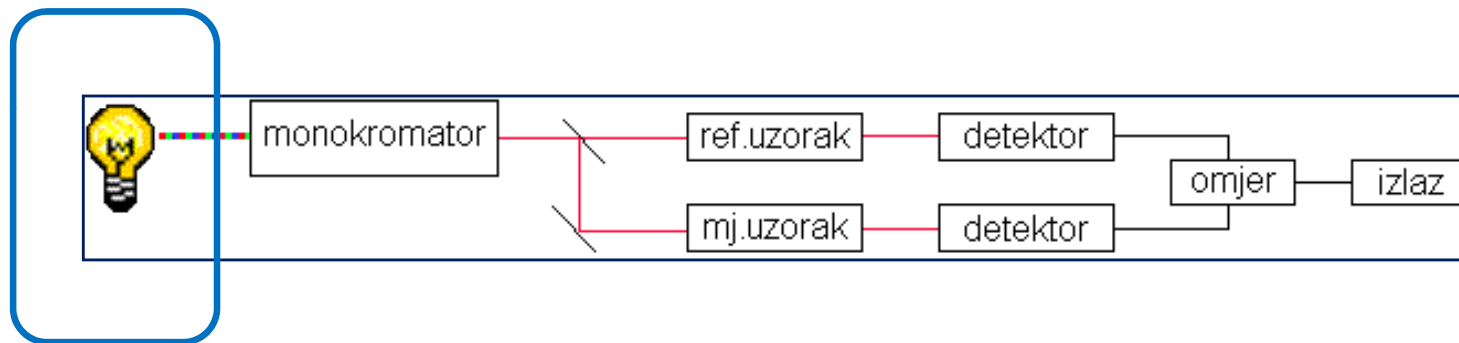 monokromator
ref.uzorak
detektor
omjer
izlaz
mj.uzorak
detektor